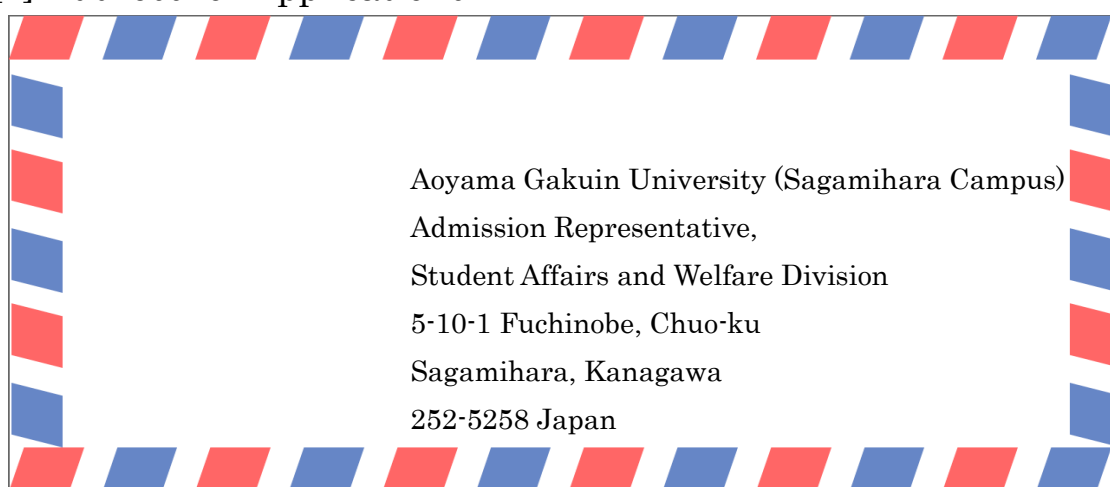 Aoyama Gakuin University (Sagamihara Campus)
Admission Representative,
Student Affairs and Welfare Division
5-10-1 Fuchinobe, Chuo-ku
Sagamihara, Kanagawa
252-5258 Japan